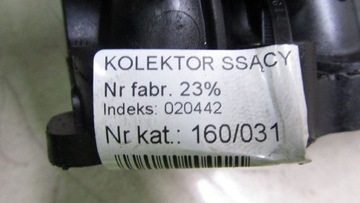 KOLEKTOR SSĄCY
Nr fabr. 23%
Indeks: 020442
Nr kat.: 160/031